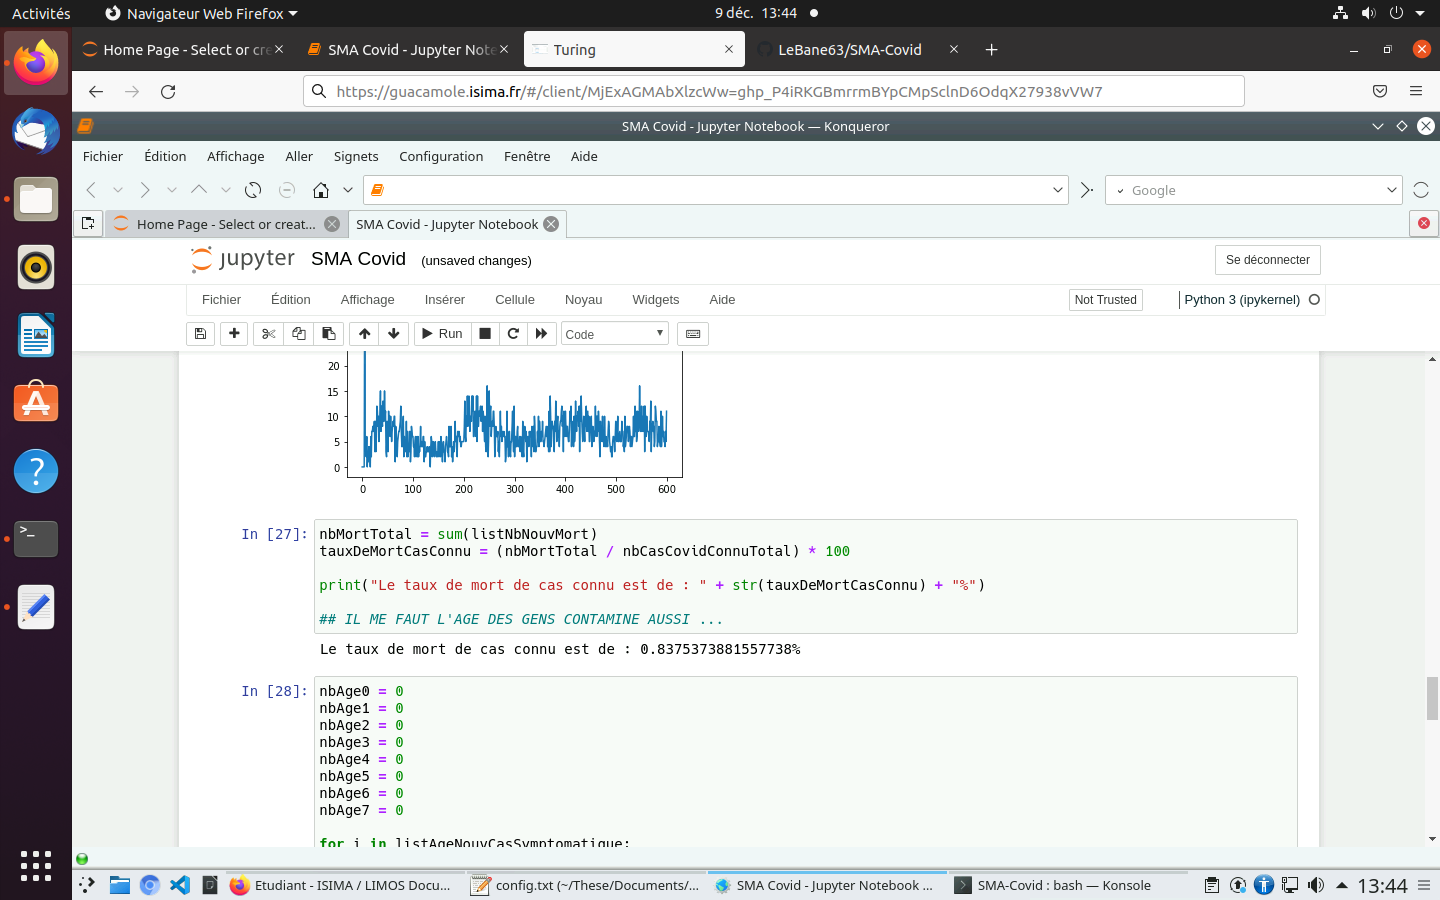 Activités
Navigateur Web Firefox
9 déc. 13:44
Home Page - Select or cre
SMA Covid - Jupyter Note
Turing
LeBane63/SMA-Covid
https://guacamole.isima.fr/#/client/MjExAGMAbXlzcWw=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
SMA Covid - Jupyter Notebook — Konqueror
Fichier Édition Affichage Aller Signets Configuration Fenêtre Aide
Google
Home Page - Select or creat...
SMA Covid - Jupyter Notebook
jupyter SMA Covid (unsaved changes)
Se déconnecter
Fichier Édition Affichage Insérer Cellule Noyau Widgets Aide
Not Trusted
Python 3 (ipykernel)
Run
Code
20
15
10
5
0
0 100 200 300 400 500 600
In [27]:
nbMortTotal = sum(listNbNouvMort)
tauxDeMortCasConnu = (nbMortTotal / nbCasCovidConnuTotal) * 100
print("Le taux de mort de cas connu est de : " + str(tauxDeMortCasConnu) + "%")
## IL ME FAUT L'AGE DES GENS CONTAMINE AUSSI ...
Le taux de mort de cas connu est de : 0.8375373881557738%
In [28]:
nbAge0 = 0
nbAge1 = 0
nbAge2 = 0
nbAge3 = 0
nbAge4 = 0
nbAge5 = 0
nbAge6 = 0
nbAge7 = 0
for i in listAgeNouvCasSymptomatique:
Etudiant - ISIMA / LIMOS Docu...
config.txt (~/These/Documents/...
SMA Covid - Jupyter Notebook ...
SMA-Covid : bash — Konsole
13:44